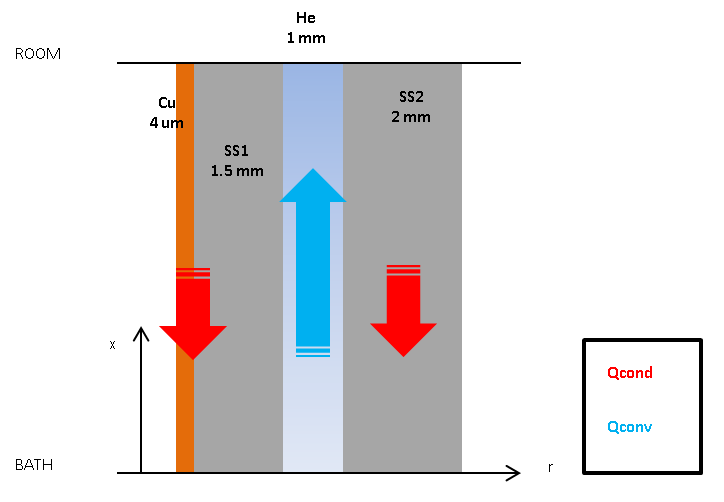 He
1 mm
ROOM
Cu
4 um
SS2
2 mm
SS1
1.5 mm
x
Qcond
Qconv
BATH
r